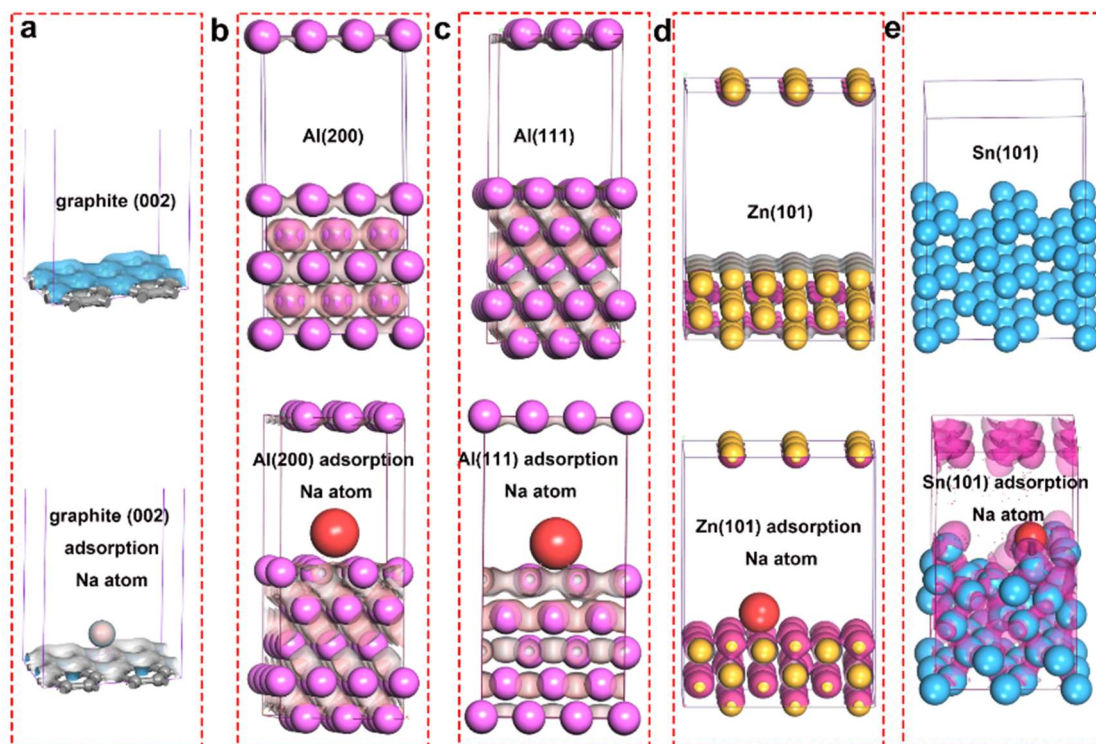 a
graphite (002)
graphite (002)
adsorption
Na atom
b
Al(200)
Al(200) adsorption
Na atom
c
Al(111)
Al(111) adsorption
Na atom
d
Zn(101)
Zn(101) adsorption
Na atom
e
Sn(101)
Sn(101) adsorption
Na atom